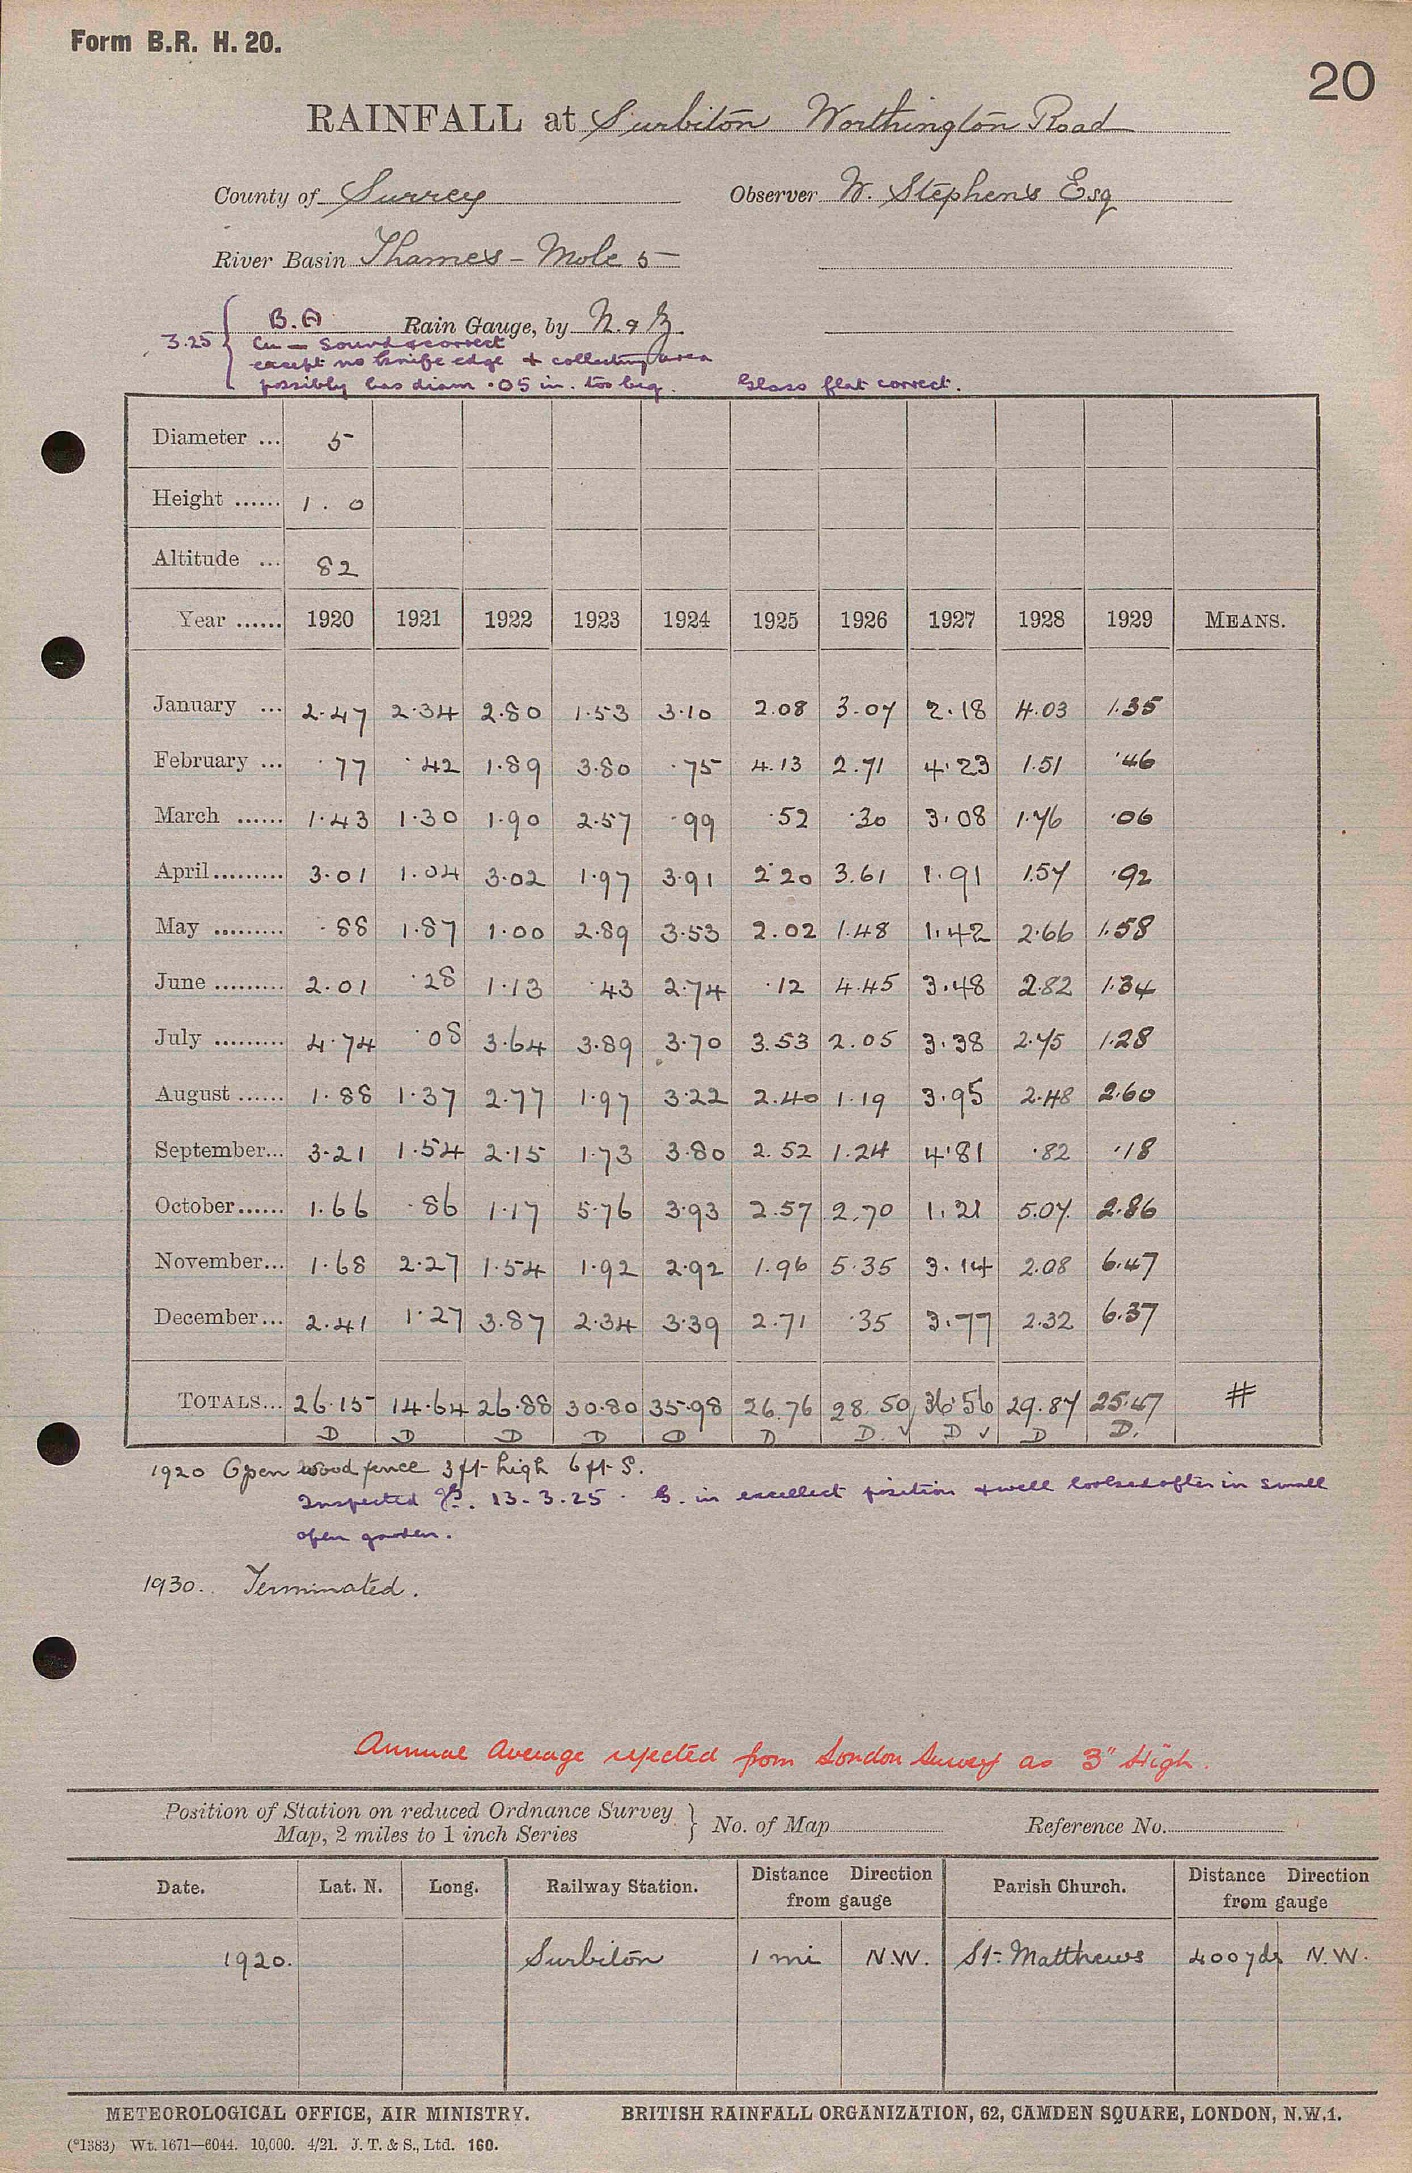 Form B.R. H. 20.
20
RAINFALL at Surbiton Worthington Road
County of Surrey Observer W. Stephens Esq
River Basin Thames - Mole 5
B.A Rain Gauge, by N. & Z.
3.25 { Cu — Sound & correct
except no knife edge & collecting area
possibly has diam .05 in. too big. Glass flat correct.
Diameter ... 5
Height ...... 1. 0
Altitude ... 82
Year ...... 1920 1921 1922 1923 1924 1925 1926 1927 1928 1929 MEANS.
January ... 2.47 2.34 2.80 1.53 3.10 2.08 3.07 2.18 4.03 1.35
February ... .77 .42 1.89 3.80 .75 4.13 2.71 4.23 1.51 .46
March ...... 1.43 1.30 1.90 2.57 .99 .52 .30 3.08 1.76 .06
April......... 3.01 1.04 3.02 1.97 3.91 2.20 3.61 1.91 1.57 .92
May ......... .88 1.87 1.00 2.89 3.53 2.02 1.48 1.42 2.66 1.58
June ......... 2.01 .28 1.13 .43 2.74 .12 4.45 3.48 2.82 1.34
July ......... 4.74 .08 3.64 3.89 3.70 3.53 2.05 3.38 2.75 1.28
August ...... 1.88 1.37 2.77 1.97 3.22 2.40 1.19 3.95 2.48 2.60
September... 3.21 1.54 2.15 1.73 3.80 2.52 1.24 4.81 .82 .18
October...... 1.66 .86 1.17 5.76 3.93 2.57 2.70 1.21 5.07 2.86
November... 1.68 2.27 1.54 1.92 2.92 1.96 5.35 3.14 2.08 6.47
December... 2.41 1.27 3.87 2.34 3.39 2.71 .35 3.77 2.32 6.37
TOTALS... 26.15 14.64 26.88 30.80 35.98 26.76 28.50 36.56 29.87 25.47 #
D D D D D D D. ✓ D ✓ D D.
1920 Open wood fence 3 ft high 6 ft S.
Inspected 13.3.25. G. in excellent position & well looked after in small
open garden.
1930. Terminated.
Annual Average rejected from London Survey as 3" High.
Position of Station on reduced Ordnance Survey } No. of Map Reference No.
Map, 2 miles to 1 inch Series
Date. Lat. N. Long. Railway Station. Distance Direction from gauge Parish Church. Distance Direction from gauge
1920. Surbiton 1 mi N.W. St. Matthews 400 yds N.W.
METEOROLOGICAL OFFICE, AIR MINISTRY. BRITISH RAINFALL ORGANIZATION, 62, CAMDEN SQUARE, LONDON, N.W.1.
(*1383) Wt. 1671—6044. 10,000. 4/21. J. T. & S., Ltd. 160.